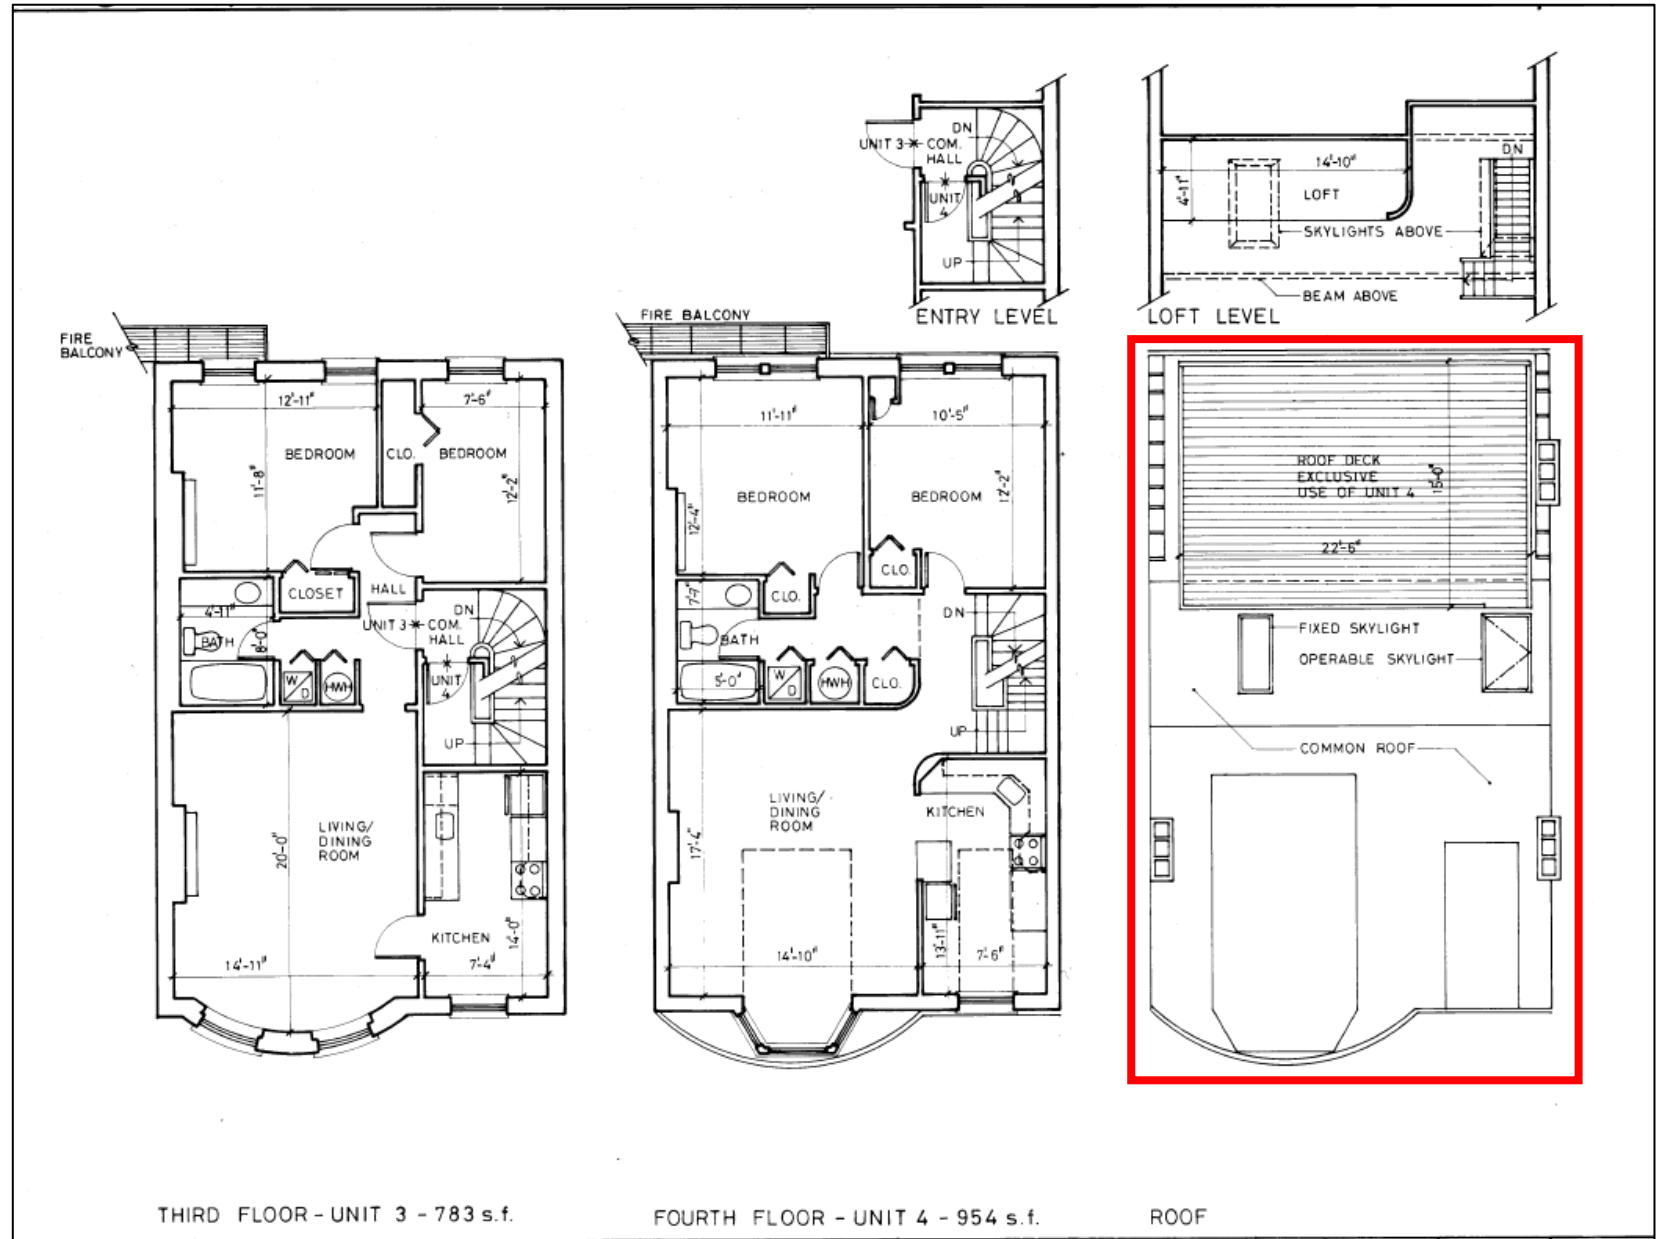 DN
UNIT 3
COM.
HALL
UNIT
4
UP
ENTRY LEVEL
DN
14'-10"
4'-11"
LOFT
SKYLIGHTS ABOVE
BEAM ABOVE
LOFT LEVEL
FIRE
BALCONY
12'-11"
7'-6"
BEDROOM
CLO.
BEDROOM
11'-8"
12'-2"
CLOSET
HALL
4'-11"
DN
UNIT 3
COM.
HALL
BATH
8'-0"
UNIT
4
W
D
HWH
UP
LIVING/
DINING
ROOM
20'-0"
KITCHEN
14'-0"
14'-11"
7'-4"
THIRD FLOOR - UNIT 3 - 783 s.f.
FIRE BALCONY
11'-11"
10'-5"
BEDROOM
BEDROOM
12'-2"
12'-4"
CLO.
CLO.
7'-7"
DN
BATH
5'-0"
W
D
HWH
CLO.
UP
LIVING/
DINING
ROOM
KITCHEN
17'-4"
13'-11"
14'-10"
7'-6"
FOURTH FLOOR - UNIT 4 - 954 s.f.
ROOF DECK
EXCLUSIVE
USE OF UNIT 4
15'-0"
22'-6"
FIXED SKYLIGHT
OPERABLE SKYLIGHT
COMMON ROOF
ROOF